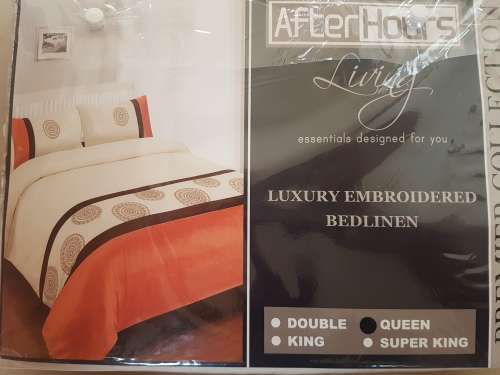 AfterHours
Living
essentials designed for you
LUXURY EMBROIDERED
BEDLINEN
DOUBLE
QUEEN
KING
SUPER KING
PREMIER COLLECTION